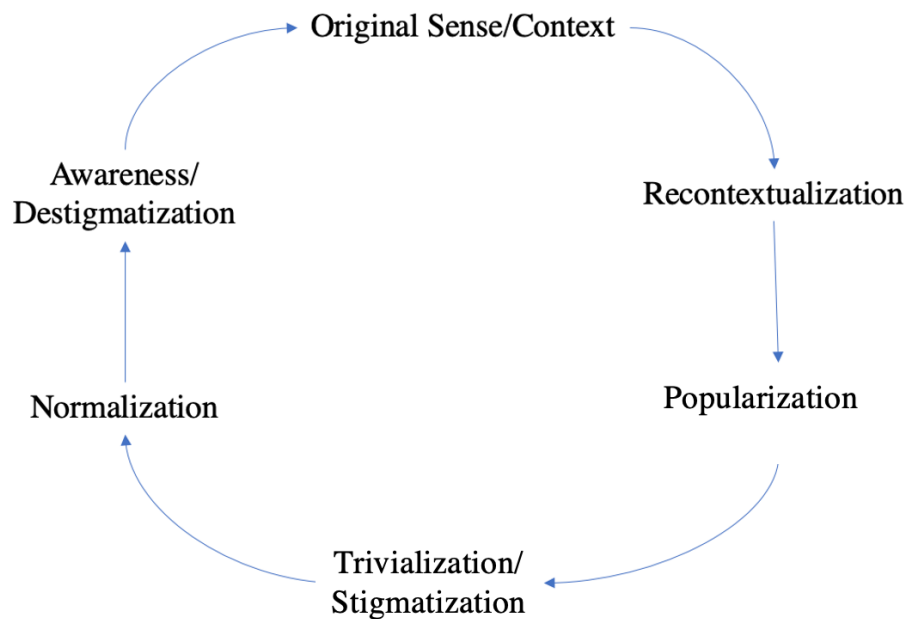 Original Sense/Context
Recontextualization
Popularization
Trivialization/
Stigmatization
Normalization
Awareness/
Destigmatization